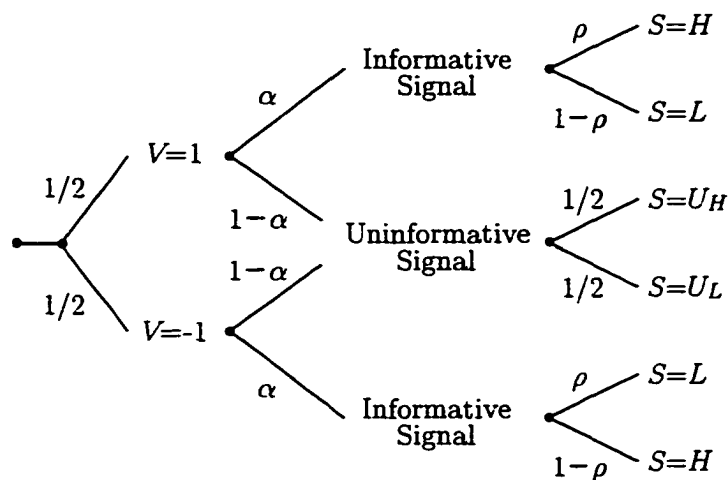 Informative
Signal
ρ
S=H
1−ρ
S=L
α
V=1
1/2
1−α
Uninformative
Signal
1/2
S=U_H
1/2
S=U_L
1−α
1/2
V=-1
α
Informative
Signal
ρ
S=L
1−ρ
S=H